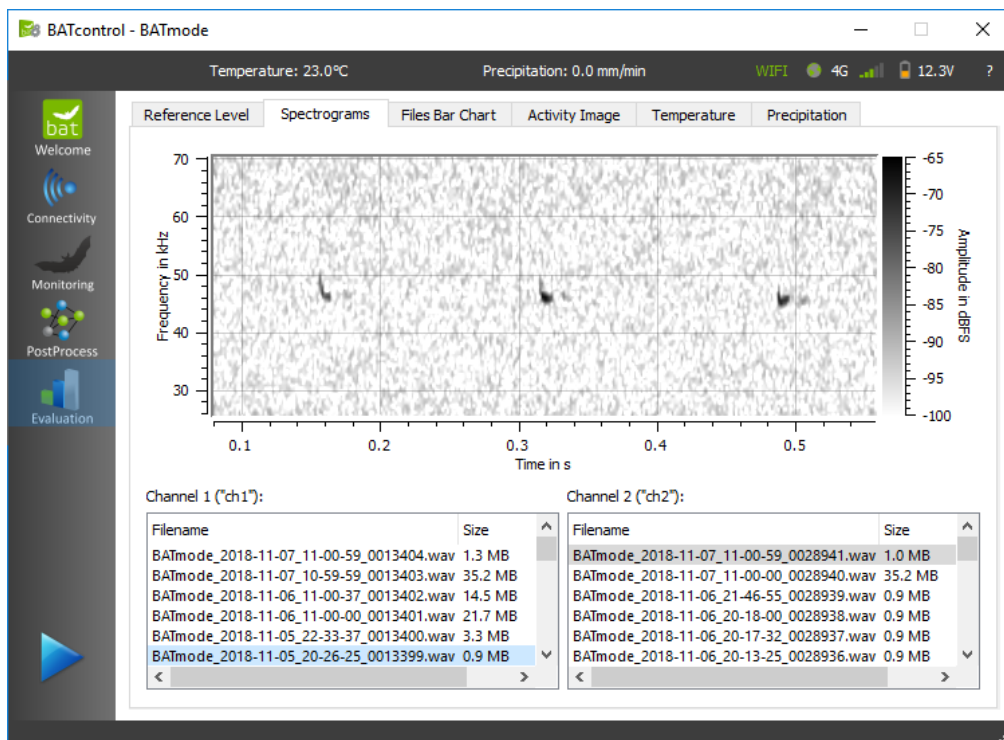 BATcontrol - BATmode
Temperature: 23.0°C Precipitation: 0.0 mm/min WIFI 4G 12.3V ?
bat
Welcome
Connectivity
Monitoring
PostProcess
Evaluation
Reference Level Spectrograms Files Bar Chart Activity Image Temperature Precipitation
70
60
50
40
30
Frequency in kHz
0.1 0.2 0.3 0.4 0.5
Time in s
-65
-70
-75
-80
-85
-90
-95
-100
Amplitude in dBFS
Channel 1 ("ch1"):
Filename Size
BATmode_2018-11-07_11-00-59_0013404.wav 1.3 MB
BATmode_2018-11-07_10-59-59_0013403.wav 35.2 MB
BATmode_2018-11-06_11-00-37_0013402.wav 14.5 MB
BATmode_2018-11-06_11-00-00_0013401.wav 21.7 MB
BATmode_2018-11-05_22-33-37_0013400.wav 3.3 MB
BATmode_2018-11-05_20-26-25_0013399.wav 0.9 MB
Channel 2 ("ch2"):
Filename Size
BATmode_2018-11-07_11-00-59_0028941.wav 1.0 MB
BATmode_2018-11-07_11-00-00_0028940.wav 35.2 MB
BATmode_2018-11-06_21-46-55_0028939.wav 0.9 MB
BATmode_2018-11-06_20-18-00_0028938.wav 0.9 MB
BATmode_2018-11-06_20-17-32_0028937.wav 0.9 MB
BATmode_2018-11-06_20-13-25_0028936.wav 0.9 MB